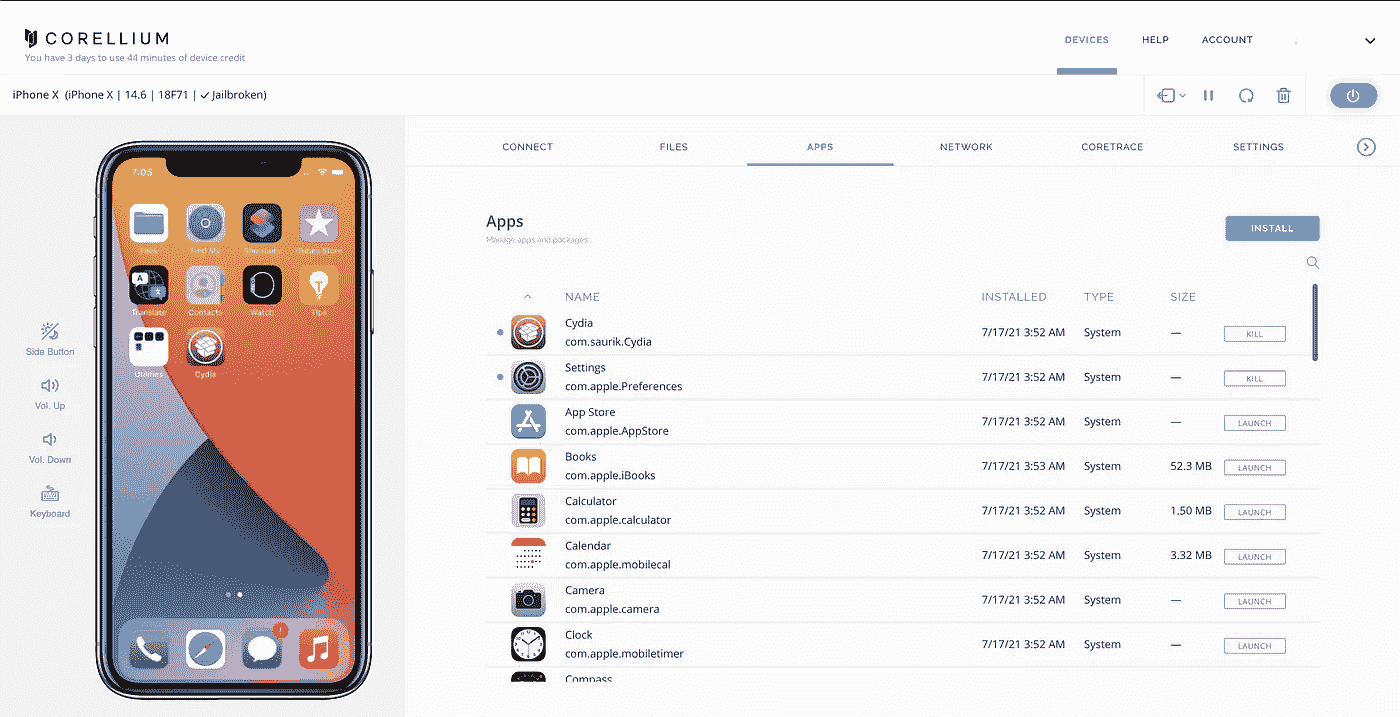 CORELLIUM
You have 3 days to use 44 minutes of device credit
DEVICES
HELP
ACCOUNT
iPhone X (iPhone X | 14.6 | 18F71 | ✓ Jailbroken)
CONNECT
FILES
APPS
NETWORK
CORETRACE
SETTINGS
7:05
Files
Find My
Shortcuts
iTunes Store
Translate
Contacts
Watch
Tips
Utilities
Cydia
Side Button
Vol. Up
Vol. Down
Keyboard
Apps
Manage apps and packages
INSTALL
NAME INSTALLED TYPE SIZE
Cydia
com.saurik.Cydia
7/17/21 3:52 AM System — KILL
Settings
com.apple.Preferences
7/17/21 3:52 AM System — KILL
App Store
com.apple.AppStore
7/17/21 3:52 AM System — LAUNCH
Books
com.apple.iBooks
7/17/21 3:53 AM System 52.3 MB LAUNCH
Calculator
com.apple.calculator
7/17/21 3:52 AM System 1.50 MB LAUNCH
Calendar
com.apple.mobilecal
7/17/21 3:52 AM System 3.32 MB LAUNCH
Camera
com.apple.camera
7/17/21 3:52 AM System — LAUNCH
Clock
com.apple.mobiletimer
7/17/21 3:52 AM System — LAUNCH
Compass